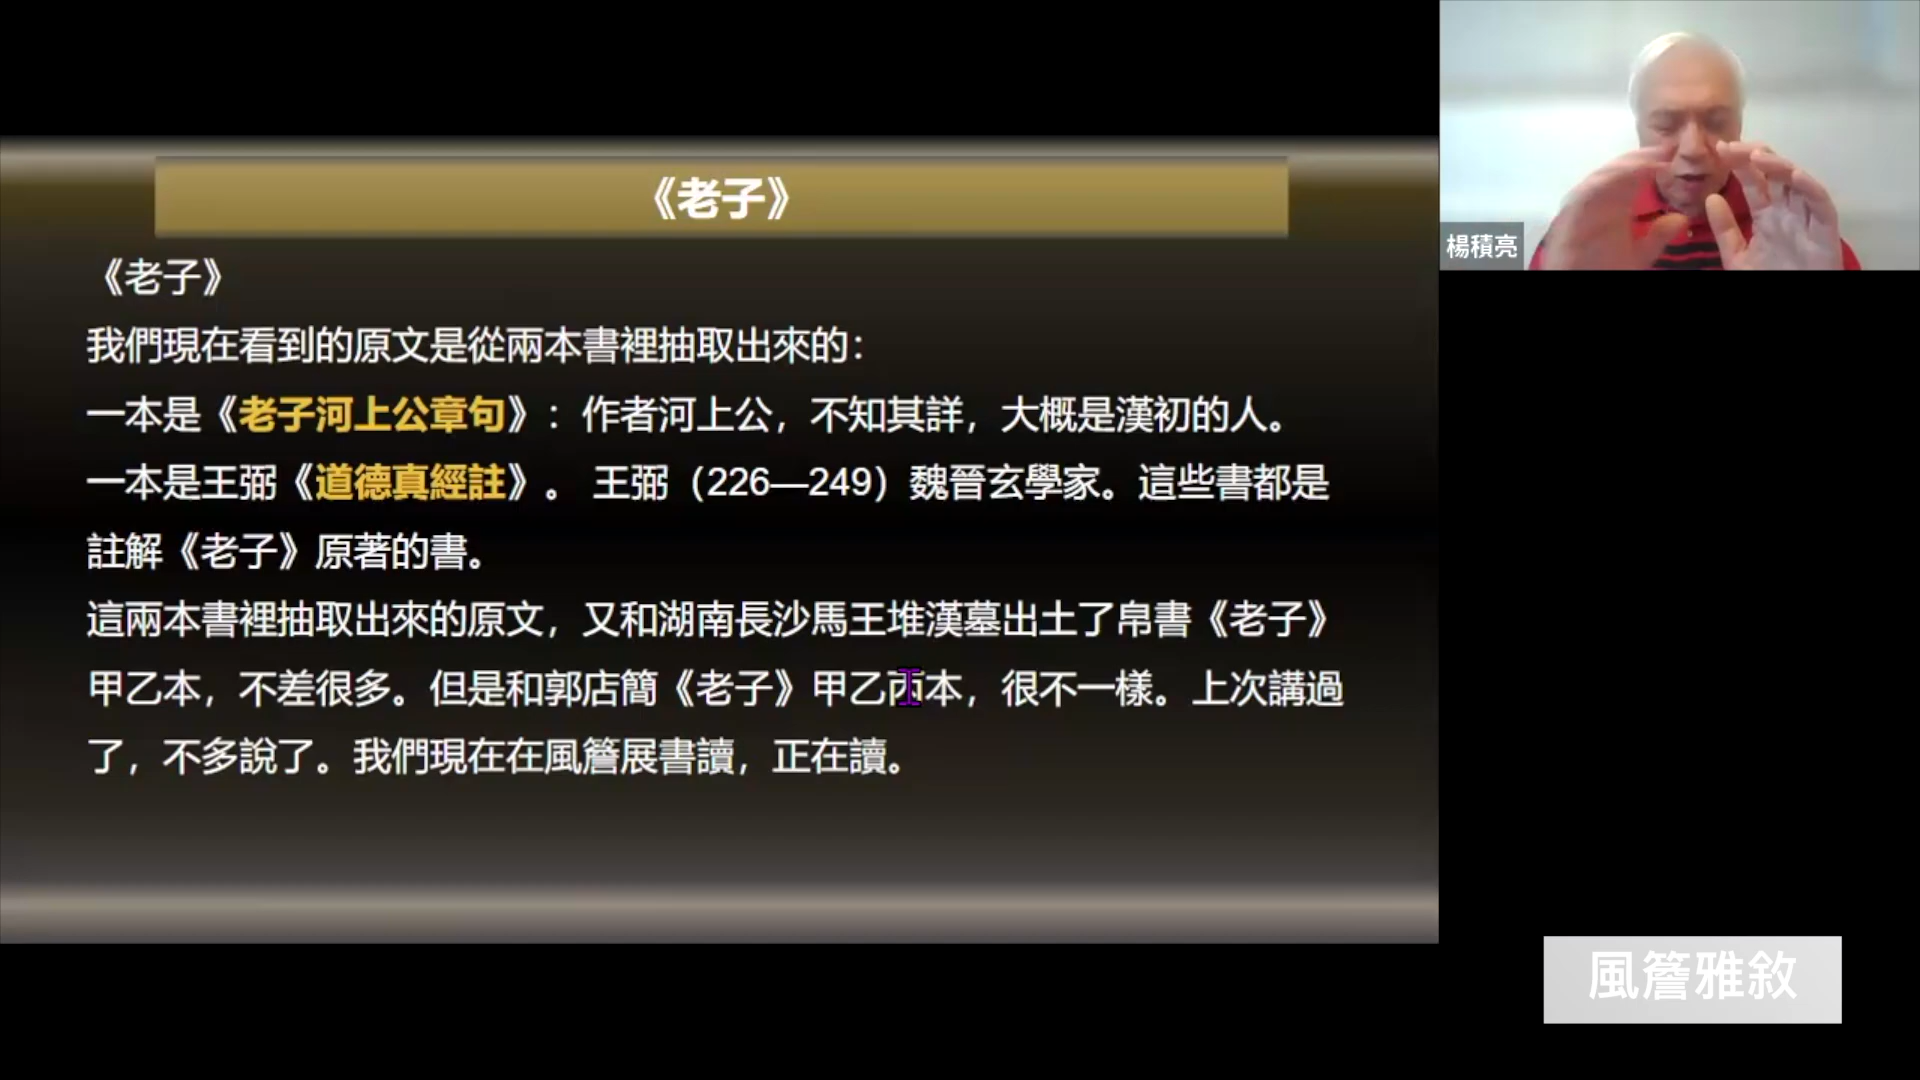 《老子》
《老子》
我們現在看到的原文是從兩本書裡抽取出來的：
一本是《老子河上公章句》：作者河上公，不知其詳，大概是漢初的人。
一本是王弼《道德真經註》。 王弼（226—249）魏晉玄學家。這些書都是
註解《老子》原著的書。
這兩本書裡抽取出來的原文，又和湖南長沙馬王堆漢墓出土了帛書《老子》
甲乙本，不差很多。但是和郭店簡《老子》甲乙丙本，很不一樣。上次講過
了，不多說了。我們現在在風簷展書讀，正在讀。
楊積亮
風簷雅敘